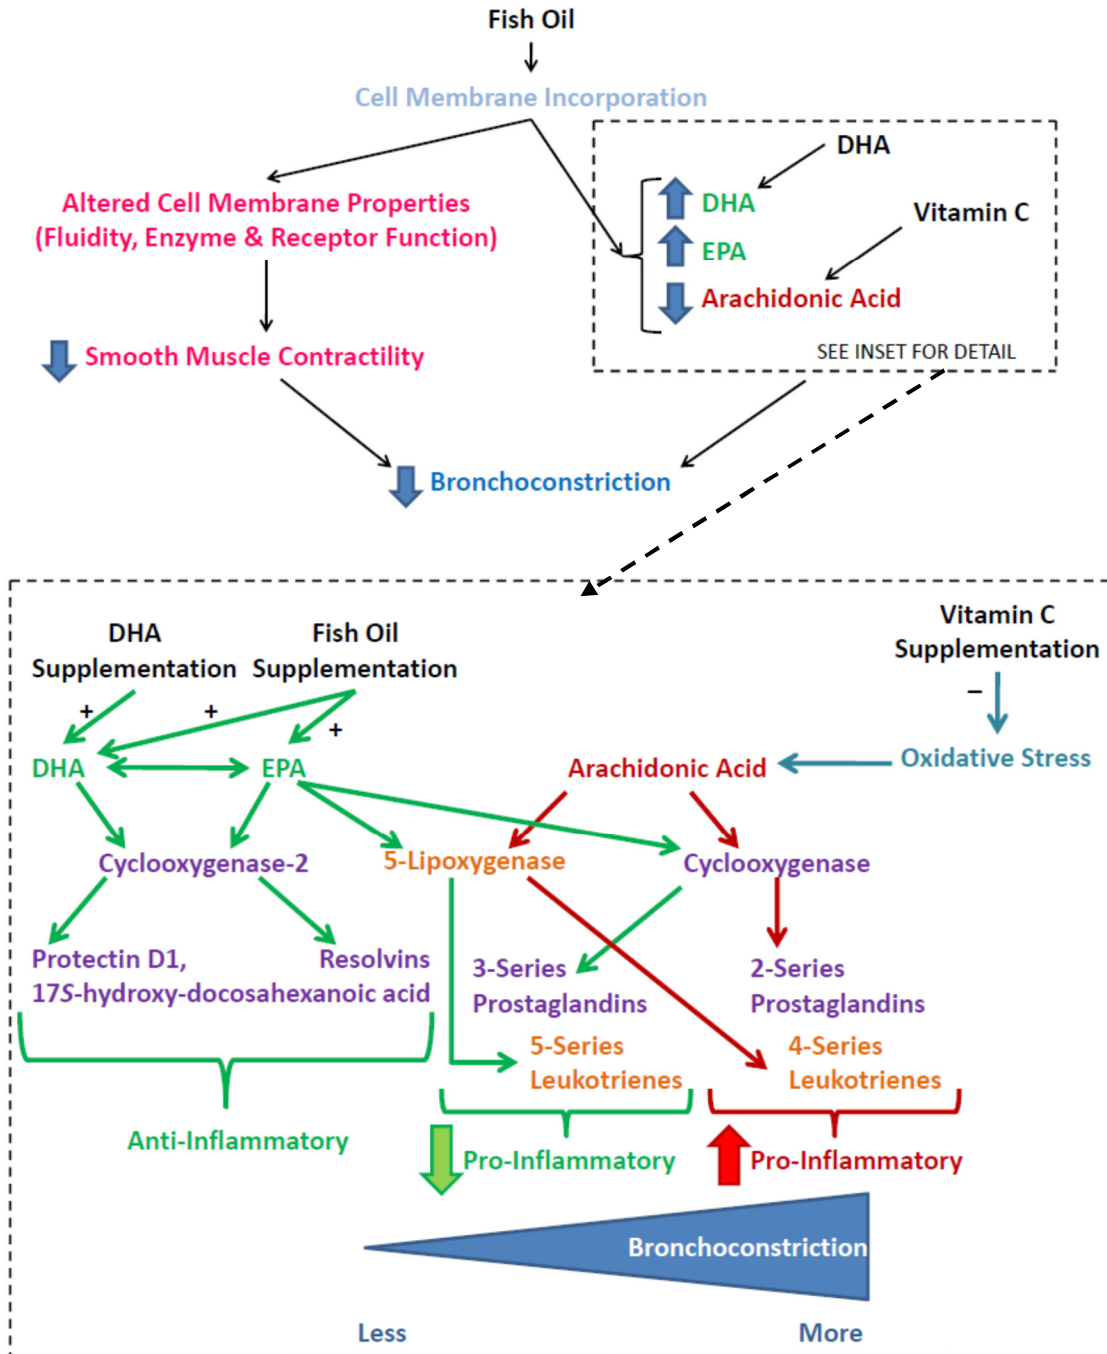 Fish Oil
Cell Membrane Incorporation
DHA
Altered Cell Membrane Properties
(Fluidity, Enzyme & Receptor Function)
DHA
Vitamin C
EPA
Arachidonic Acid
SEE INSET FOR DETAIL
Smooth Muscle Contractility
Bronchoconstriction
DHA
Supplementation
Fish Oil
Supplementation
Vitamin C
Supplementation
+
+
+
–
DHA
EPA
Arachidonic Acid
Oxidative Stress
Cyclooxygenase-2
5-Lipoxygenase
Cyclooxygenase
Protectin D1,
Resolvins
17S-hydroxy-docosahexanoic acid
3-Series
Prostaglandins
2-Series
Prostaglandins
5-Series
Leukotrienes
4-Series
Leukotrienes
Anti-Inflammatory
Pro-Inflammatory
Pro-Inflammatory
Bronchoconstriction
Less
More